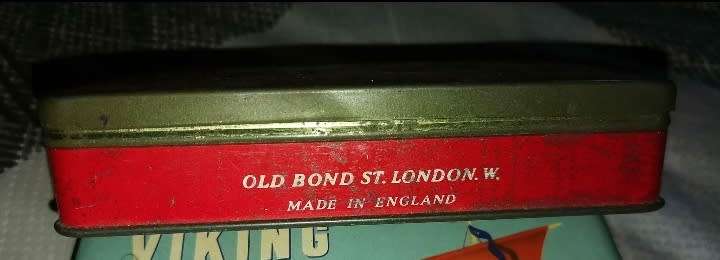 OLD BOND ST. LONDON. W.
MADE IN ENGLAND
VIKING